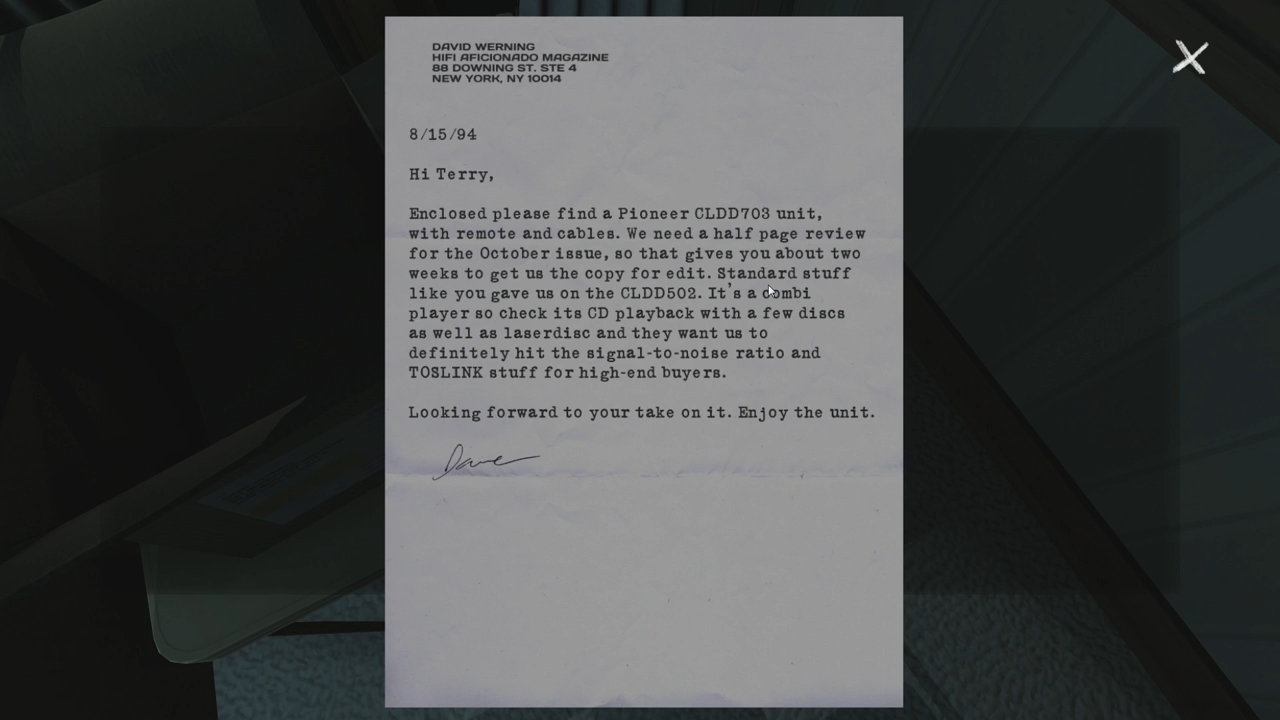 DAVID WERNING
HIFI AFICIONADO MAGAZINE
88 DOWNING ST. STE 4
NEW YORK, NY 10014
8/15/94
Hi Terry,
Enclosed please find a Pioneer CLDD703 unit,
with remote and cables. We need a half page review
for the October issue, so that gives you about two
weeks to get us the copy for edit. Standard stuff
like you gave us on the CLDD502. It's a combi
player so check its CD playback with a few discs
as well as laserdisc and they want us to
definitely hit the signal-to-noise ratio and
TOSLINK stuff for high-end buyers.
Looking forward to your take on it. Enjoy the unit.
Dave